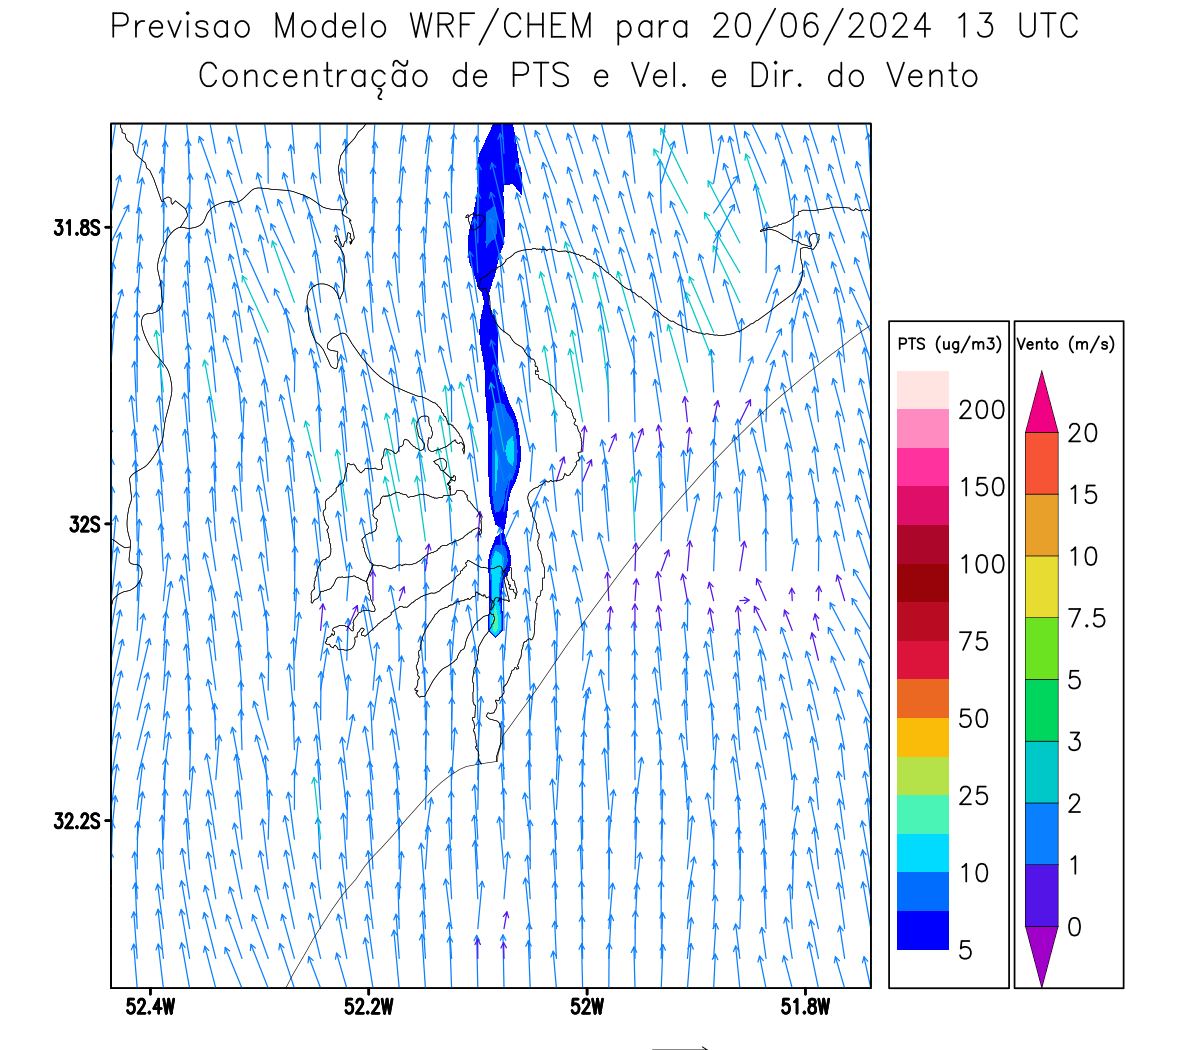 Previsao Modelo WRF/CHEM para 20/06/2024 13 UTC
Concentração de PTS e Vel. e Dir. do Vento
31.8S
32S
32.2S
52.4W
52.2W
52W
51.8W
PTS (ug/m3)
200
150
100
75
50
25
10
5
Vento (m/s)
20
15
10
7.5
5
3
2
1
0